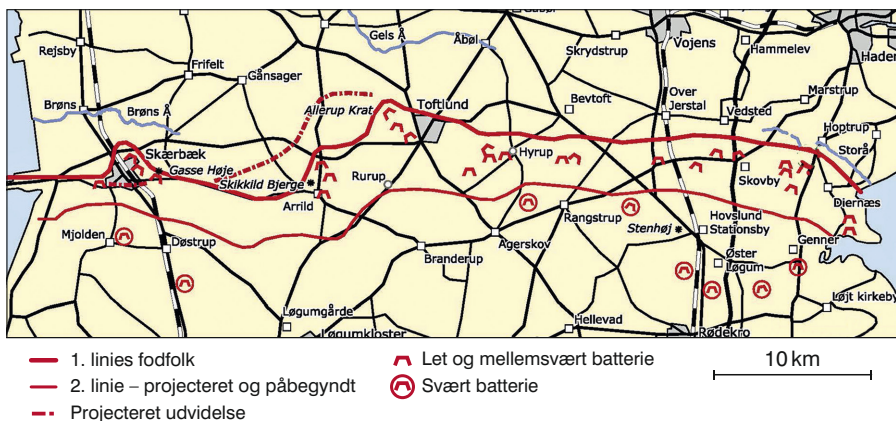 Rejsby
Frifelt
Gånsager
Gels Å
Åbøl
Skrydstrup
Vojens
Hammelev
Marstrup
Brøns
Brøns Å
Allerup Krat
Toftlund
Bevtoft
Over
Jerstal
Vedsted
Hoptrup
Storå
Skærbæk
Gasse Høje
Skikkild Bjerge
Arrild
Rurup
Hyrup
Skovby
Diernæs
Mjolden
Døstrup
Branderup
Agerskov
Rangstrup
Stenhøj
Hovslund
Stationsby
Genner
Øster
Løgum
Løgumgårde
Løgumkloster
Hellevad
Rødekro
Løjt kirkeby
1. linies fodfolk
2. linie – projecteret og påbegyndt
Projecteret udvidelse
Let og mellemsvært batterie
Svært batterie
10 km